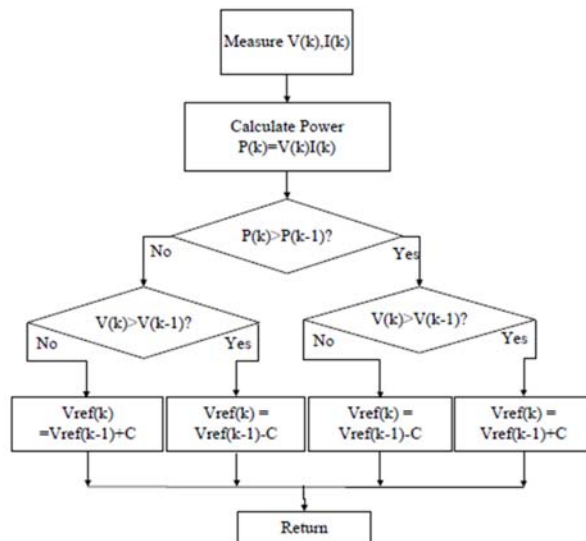 Measure V(k),I(k)
Calculate Power
P(k)=V(k)I(k)
P(k)>P(k-1)?
No
Yes
V(k)>V(k-1)?
No
Yes
V(k)>V(k-1)?
No
Yes
Vref(k)
=Vref(k-1)+C
Vref(k) =
Vref(k-1)-C
Vref(k) =
Vref(k-1)-C
Vref(k) =
Vref(k-1)+C
Return